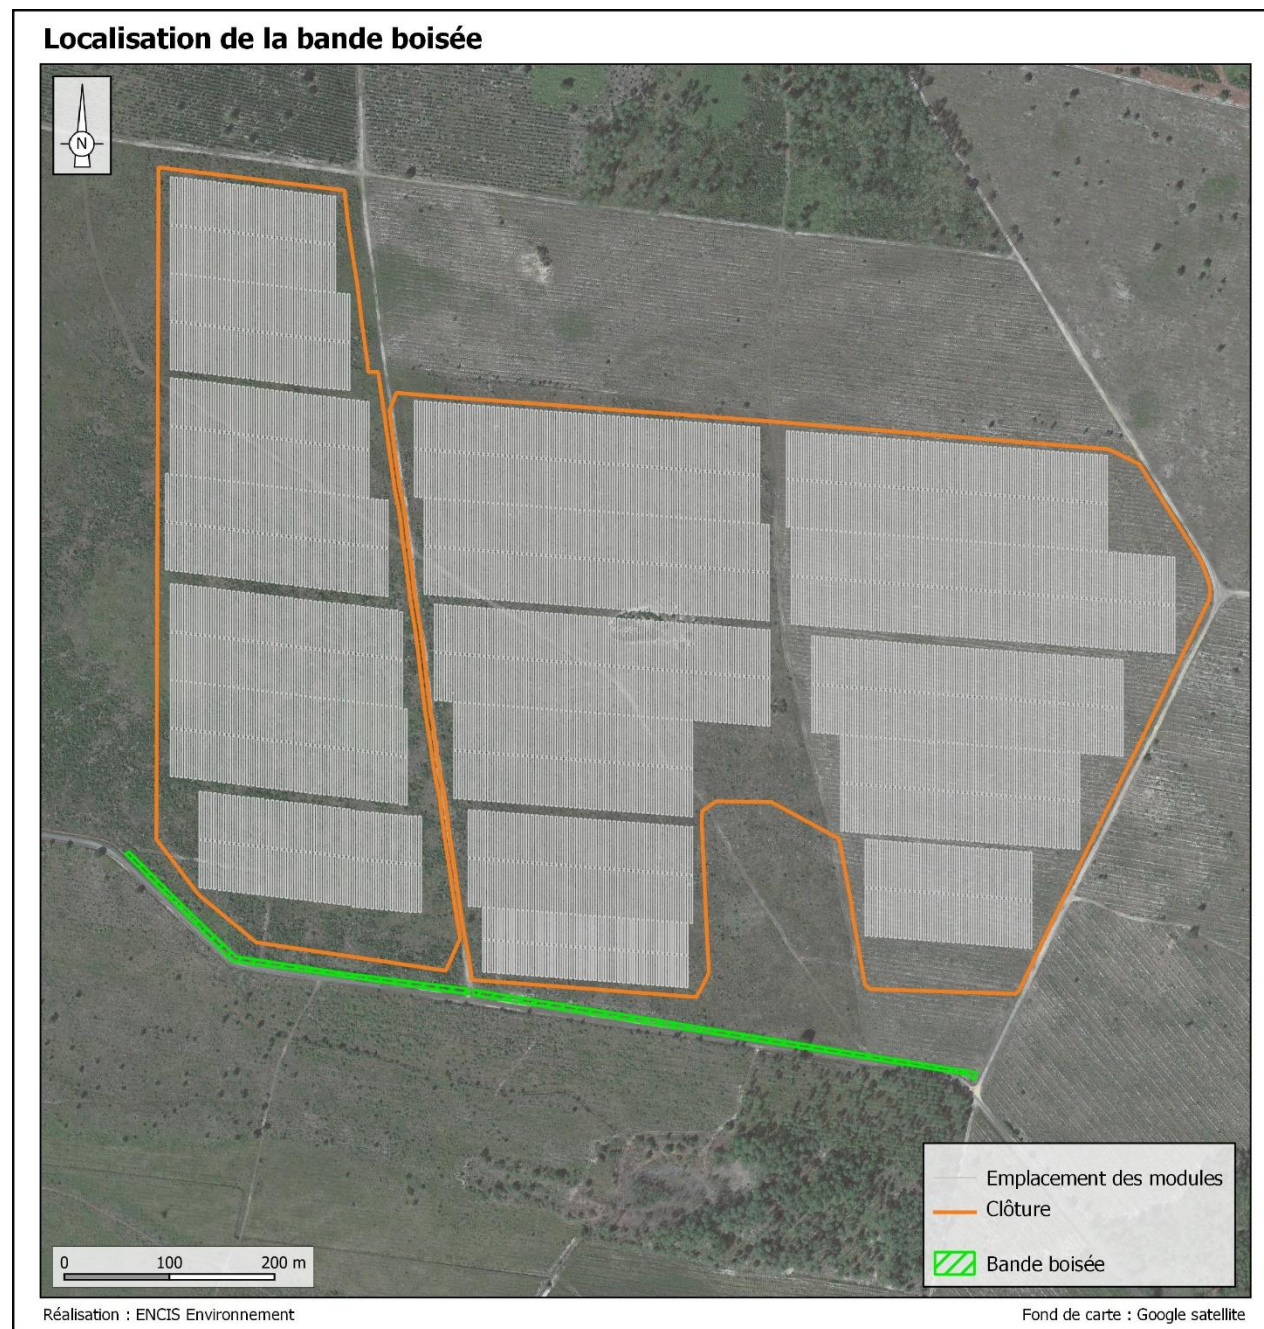 Localisation de la bande boisée
N
Emplacement des modules
Clôture
Bande boisée
0 100 200 m
Réalisation : ENCIS Environnement
Fond de carte : Google satellite